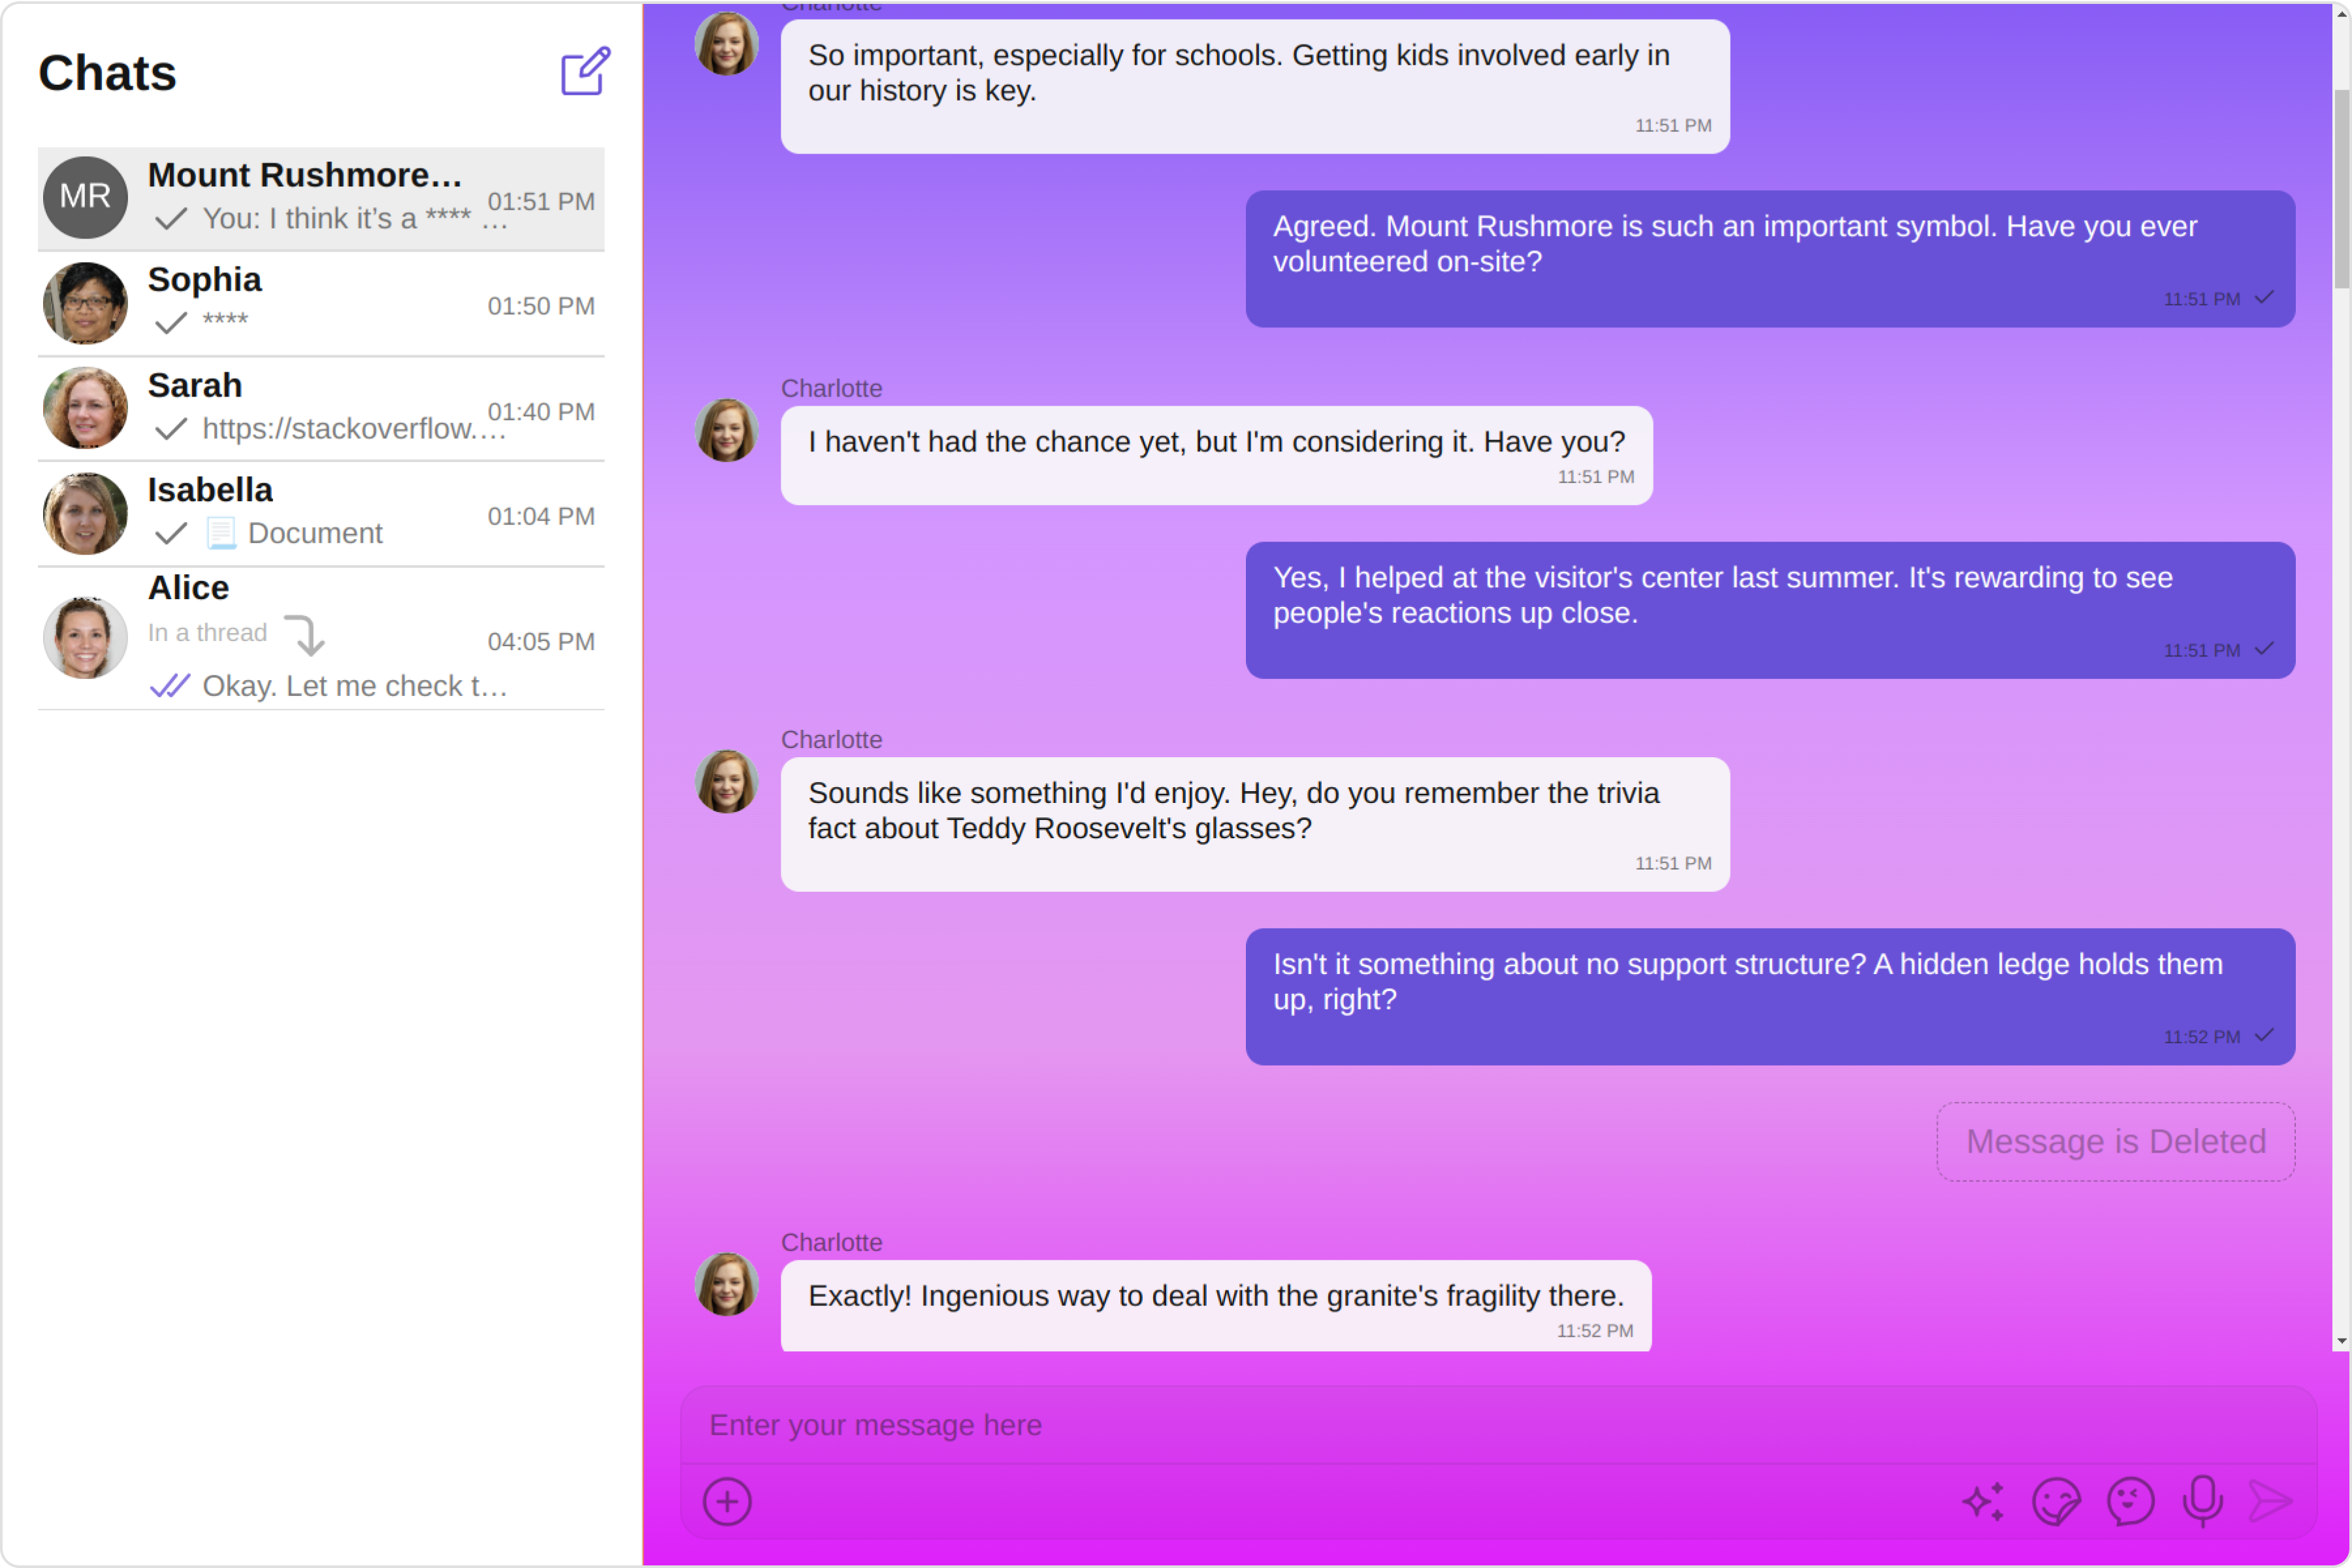 Chats
MR
Mount Rushmore…
01:51 PM
You: I think it’s a **** …
Sophia
01:50 PM
****
Sarah
01:40 PM
https://stackoverflow.…
Isabella
01:04 PM
Document
Alice
In a thread
04:05 PM
Okay. Let me check t…
Charlotte
So important, especially for schools. Getting kids involved early in
our history is key.
11:51 PM
Agreed. Mount Rushmore is such an important symbol. Have you ever
volunteered on-site?
11:51 PM
Charlotte
I haven't had the chance yet, but I'm considering it. Have you?
11:51 PM
Yes, I helped at the visitor's center last summer. It's rewarding to see
people's reactions up close.
11:51 PM
Charlotte
Sounds like something I'd enjoy. Hey, do you remember the trivia
fact about Teddy Roosevelt's glasses?
11:51 PM
Isn't it something about no support structure? A hidden ledge holds them
up, right?
11:52 PM
Message is Deleted
Charlotte
Exactly! Ingenious way to deal with the granite's fragility there.
11:52 PM
Enter your message here